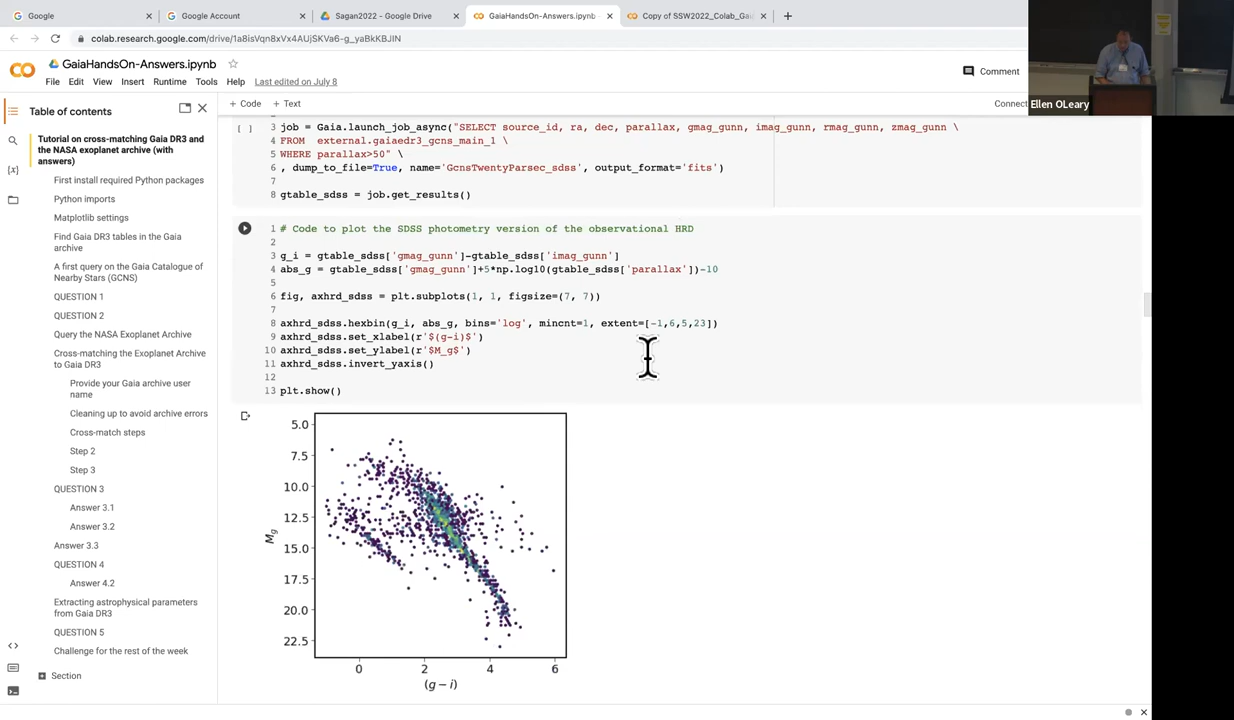 Google
Google Account
Sagan2022 - Google Drive
GaiaHandsOn-Answers.ipynb
Copy of SSW2022_Colab_Gai
colab.research.google.com/drive/1a8isVqn8xVx4AUjSKVa6-g_yaBkKBJIN
GaiaHandsOn-Answers.ipynb
File Edit View Insert Runtime Tools Help Last edited on July 8
Comment
Ellen OLeary
Table of contents
+ Code + Text
Connect
Tutorial on cross-matching Gaia DR3 and
the NASA exoplanet archive (with
answers)
First install required Python packages
Python imports
Matplotlib settings
Find Gaia DR3 tables in the Gaia
archive
A first query on the Gaia Catalogue of
Nearby Stars (GCNS)
QUESTION 1
QUESTION 2
Query the NASA Exoplanet Archive
Cross-matching the Exoplanet Archive
to Gaia DR3
Provide your Gaia archive user
name
Cleaning up to avoid archive errors
Cross-match steps
Step 2
Step 3
QUESTION 3
Answer 3.1
Answer 3.2
Answer 3.3
QUESTION 4
Answer 4.2
Extracting astrophysical parameters
from Gaia DR3
QUESTION 5
Challenge for the rest of the week
Section
[ ]
3 job = Gaia.launch_job_async("SELECT source_id, ra, dec, parallax, gmag_gunn, imag_gunn, rmag_gunn, zmag_gunn \
4 FROM external.gaiaedr3_gcns_main_1 \
5 WHERE parallax>50" \
6 , dump_to_file=True, name='GcnsTwentyParsec_sdss', output_format='fits')
7
8 gtable_sdss = job.get_results()
1 # Code to plot the SDSS photometry version of the observational HRD
2
3 g_i = gtable_sdss['gmag_gunn']-gtable_sdss['imag_gunn']
4 abs_g = gtable_sdss['gmag_gunn']+5*np.log10(gtable_sdss['parallax'])-10
5
6 fig, axhrd_sdss = plt.subplots(1, 1, figsize=(7, 7))
7
8 axhrd_sdss.hexbin(g_i, abs_g, bins='log', mincnt=1, extent=[-1,6,5,23])
9 axhrd_sdss.set_xlabel(r'$(g-i)$')
10 axhrd_sdss.set_ylabel(r'$M_g$')
11 axhrd_sdss.invert_yaxis()
12
13 plt.show()
5.0
7.5
10.0
12.5
15.0
17.5
20.0
22.5
Mg
0 2 4 6
(g − i)